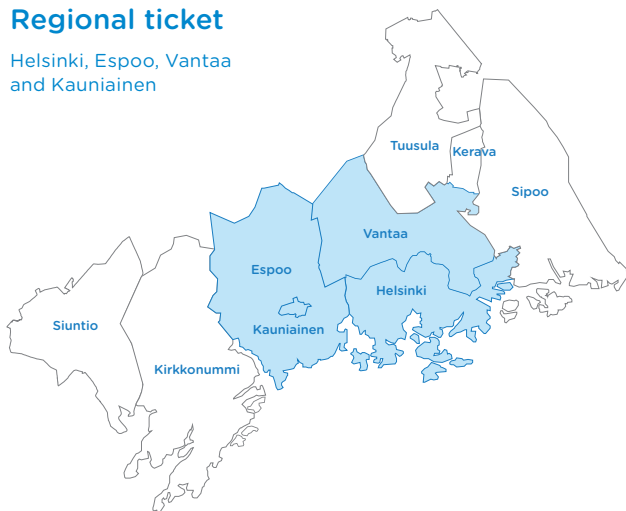 Regional ticket
Helsinki, Espoo, Vantaa
and Kauniainen
Tuusula
Kerava
Sipoo
Vantaa
Espoo
Helsinki
Siuntio
Kauniainen
Kirkkonummi